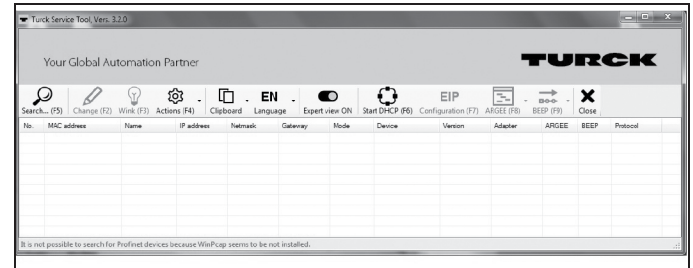 Turck Service Tool, Vers. 3.2.0
Your Global Automation Partner
TURCK
EN
EIP
Search... (F5) Change (F2) Wink (F3) Actions (F4) Clipboard Language Expert view ON Start DHCP (F6) Configuration (F7) ARGEE (F8) BEEP (F9) Close
No. MAC address Name IP address Netmask Gateway Mode Device Version Adapter ARGEE BEEP Protocol
It is not possible to search for Profinet devices because WinPcap seems to be not installed.